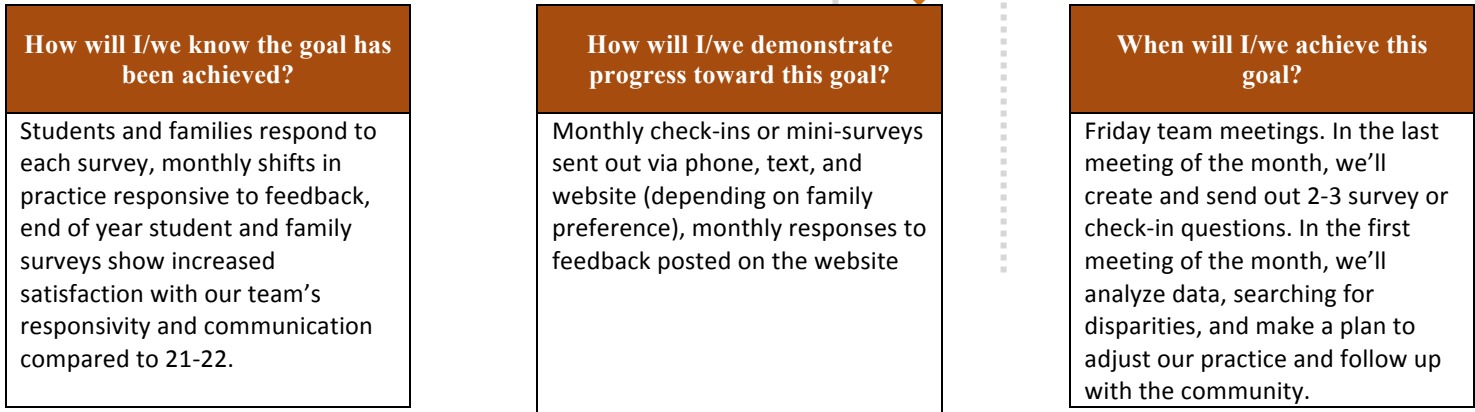 How will I/we know the goal has
been achieved?
Students and families respond to
each survey, monthly shifts in
practice responsive to feedback,
end of year student and family
surveys show increased
satisfaction with our team’s
responsivity and communication
compared to 21-22.
How will I/we demonstrate
progress toward this goal?
Monthly check-ins or mini-surveys
sent out via phone, text, and
website (depending on family
preference), monthly responses to
feedback posted on the website
When will I/we achieve this
goal?
Friday team meetings. In the last
meeting of the month, we’ll
create and send out 2-3 survey or
check-in questions. In the first
meeting of the month, we’ll
analyze data, searching for
disparities, and make a plan to
adjust our practice and follow up
with the community.